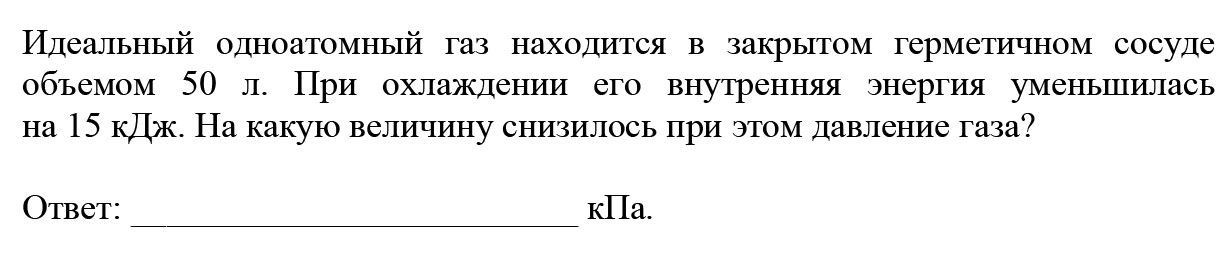 Идеальный одноатомный газ находится в закрытом герметичном сосуде
объемом 50 л. При охлаждении его внутренняя энергия уменьшилась
на 15 кДж. На какую величину снизилось при этом давление газа?
Ответ: __________________________ кПа.